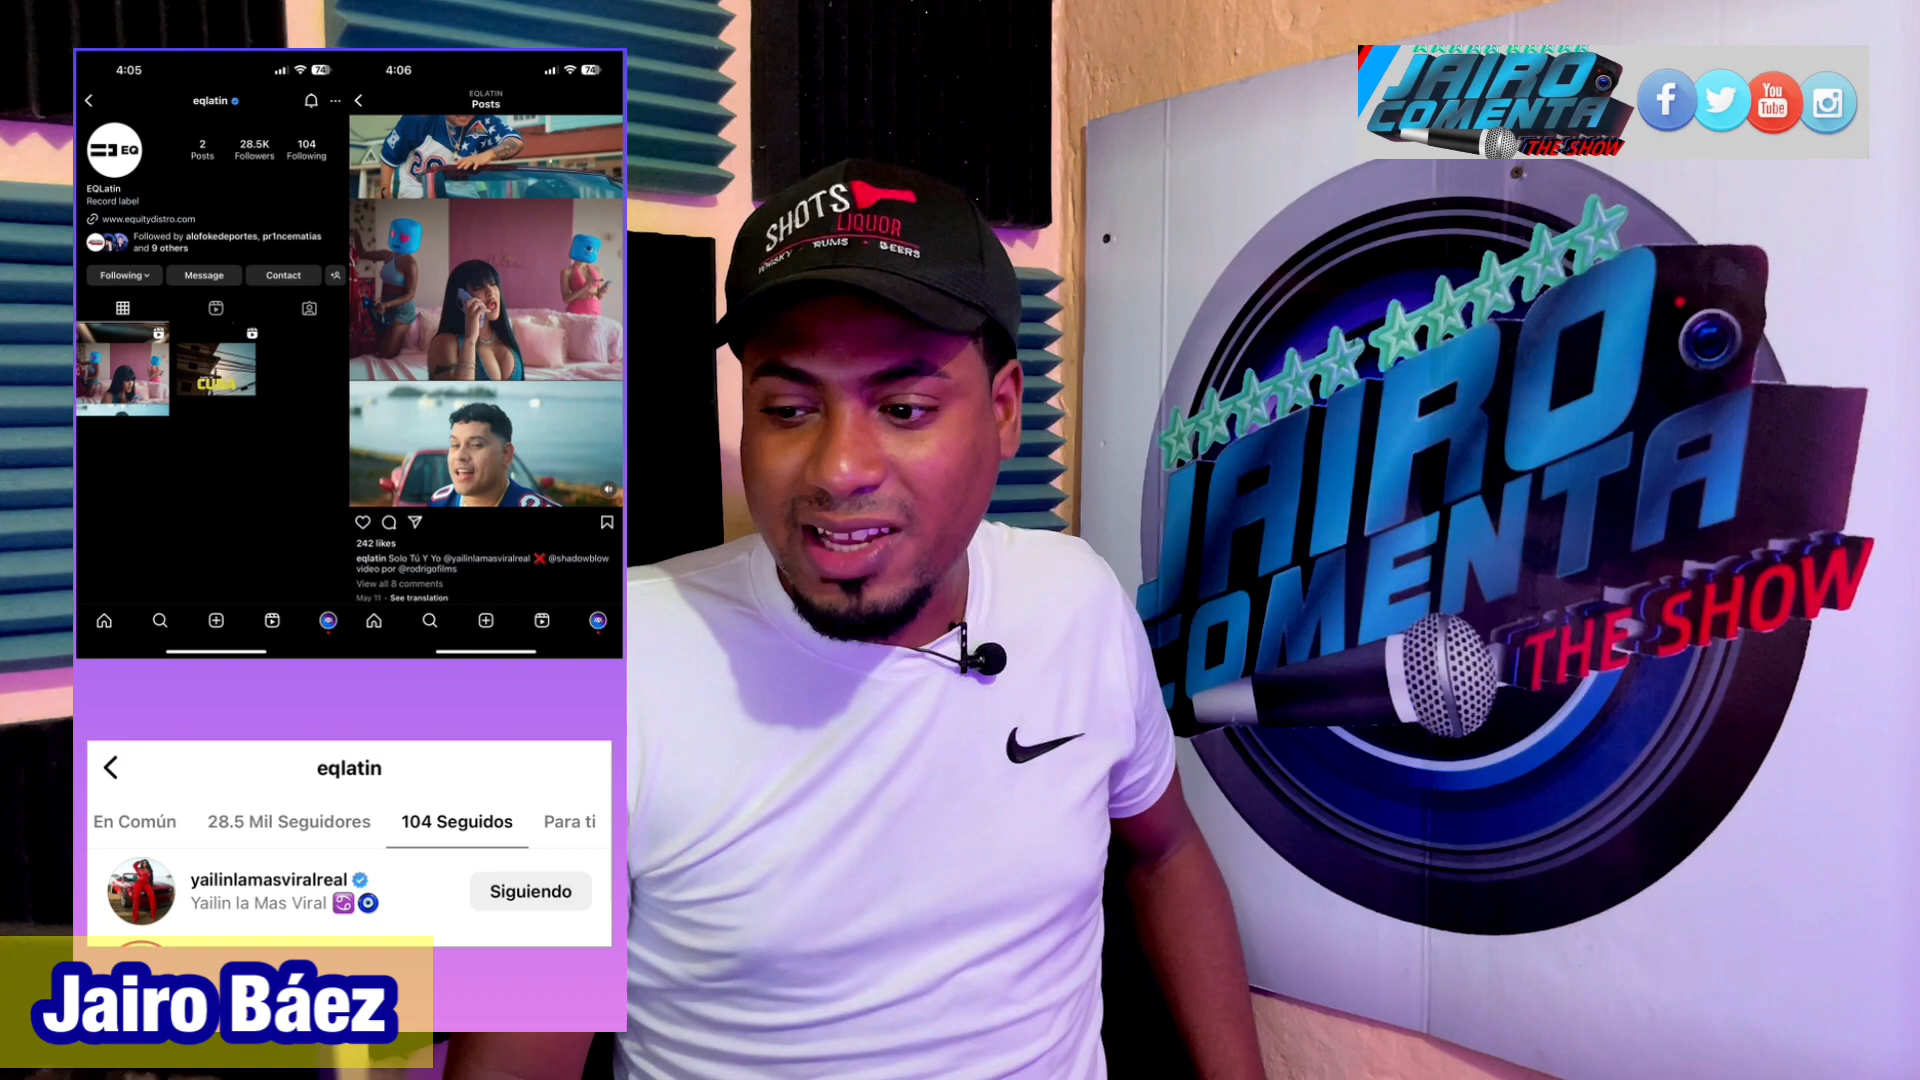 4:05
74
eqlatin
EQ
2
28.5K
104
Posts
Followers
Following
EQLatin
Record label
www.equitydistro.com
Followed by alofokedeportes, pr1ncematias
and 9 others
Following
Message
Contact
CUBA
4:06
74
EQLATIN
Posts
242 likes
eqlatin Solo Tú Y Yo @yailinlamasviralreal ❌ @shadowblow
video por @rodrigofilms
View all 8 comments
May 11 · See translation
eqlatin
En Común
28.5 Mil Seguidores
104 Seguidos
Para ti
yailinlamasviralreal
Yailin la Mas Viral ♋🧿
Siguiendo
Jairo Báez
SHOTS
LIQUOR
WHISKY - RUMS - BEERS
JAIRO
COMENTA
THE SHOW
You
Tube
JAIRO
COMENTA
THE SHOW